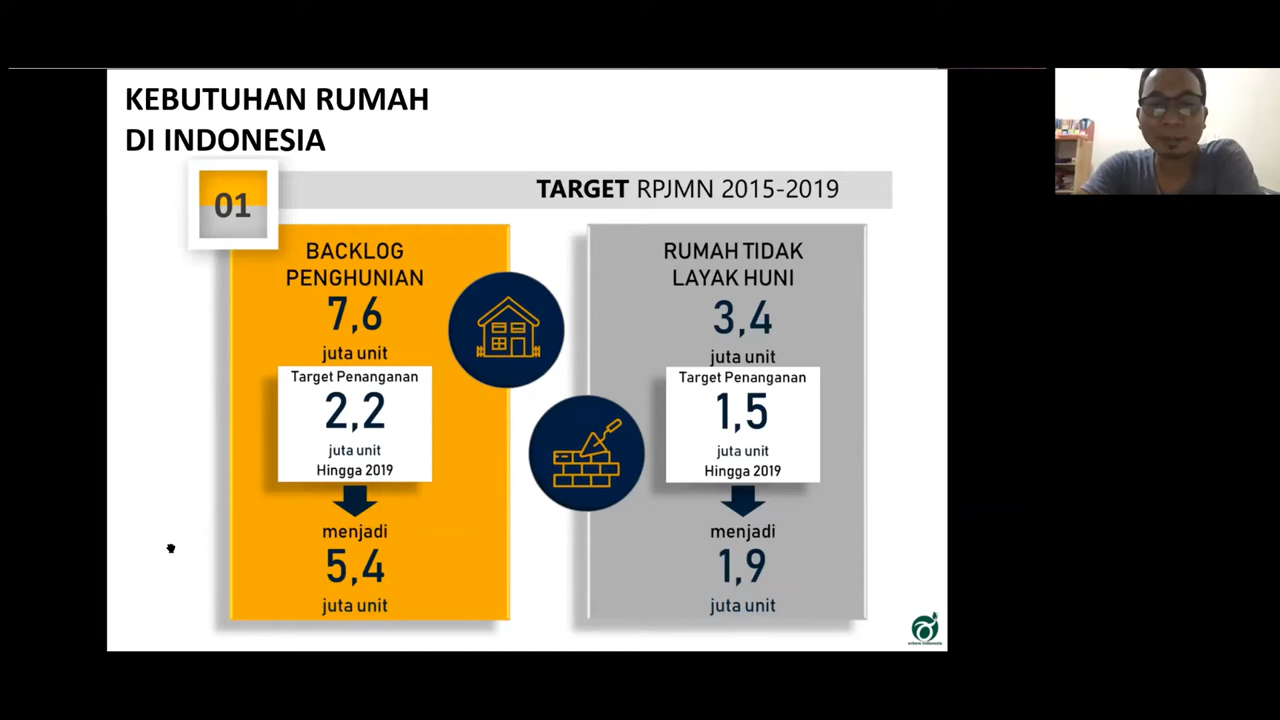 KEBUTUHAN RUMAH
DI INDONESIA
01
TARGET RPJMN 2015-2019
BACKLOG
PENGHUNIAN
7,6
juta unit
Target Penanganan
2,2
juta unit
Hingga 2019
menjadi
5,4
juta unit
RUMAH TIDAK
LAYAK HUNI
3,4
juta unit
Target Penanganan
1,5
juta unit
Hingga 2019
menjadi
1,9
juta unit